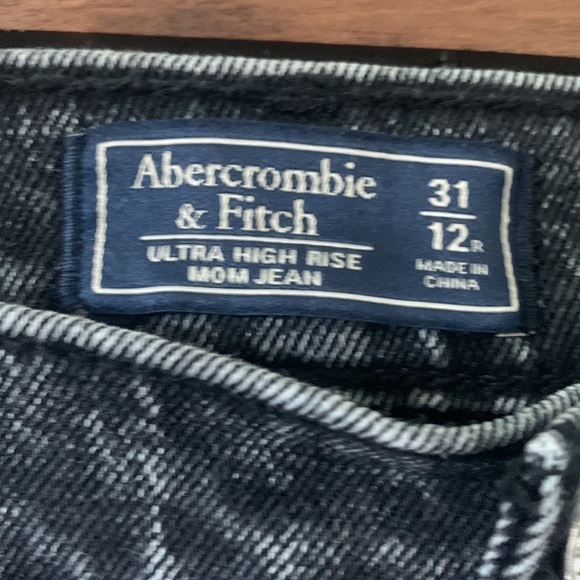 Abercrombie
& Fitch
ULTRA HIGH RISE
MOM JEAN
31
12R
MADE IN
CHINA